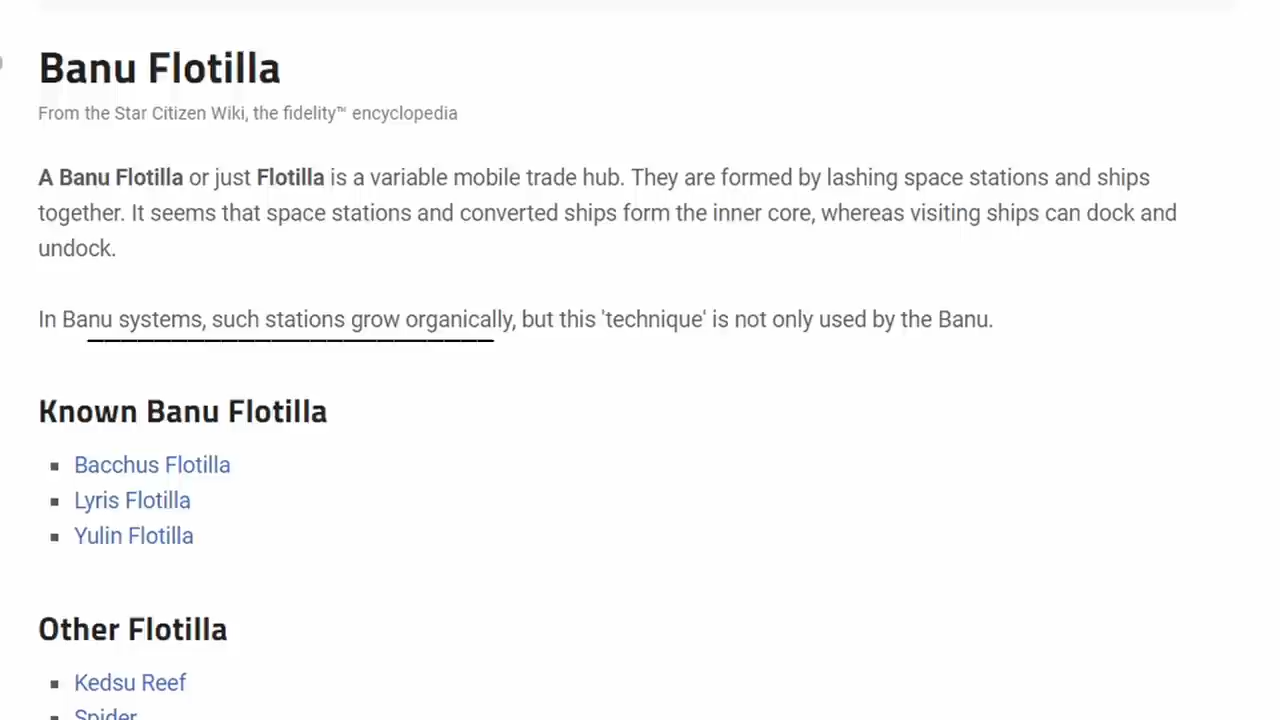 Banu Flotilla
From the Star Citizen Wiki, the fidelity™ encyclopedia
A Banu Flotilla or just Flotilla is a variable mobile trade hub. They are formed by lashing space stations and ships
together. It seems that space stations and converted ships form the inner core, whereas visiting ships can dock and
undock.
In Banu systems, such stations grow organically, but this 'technique' is not only used by the Banu.
Known Banu Flotilla
Bacchus Flotilla
Lyris Flotilla
Yulin Flotilla
Other Flotilla
Kedsu Reef
Spider